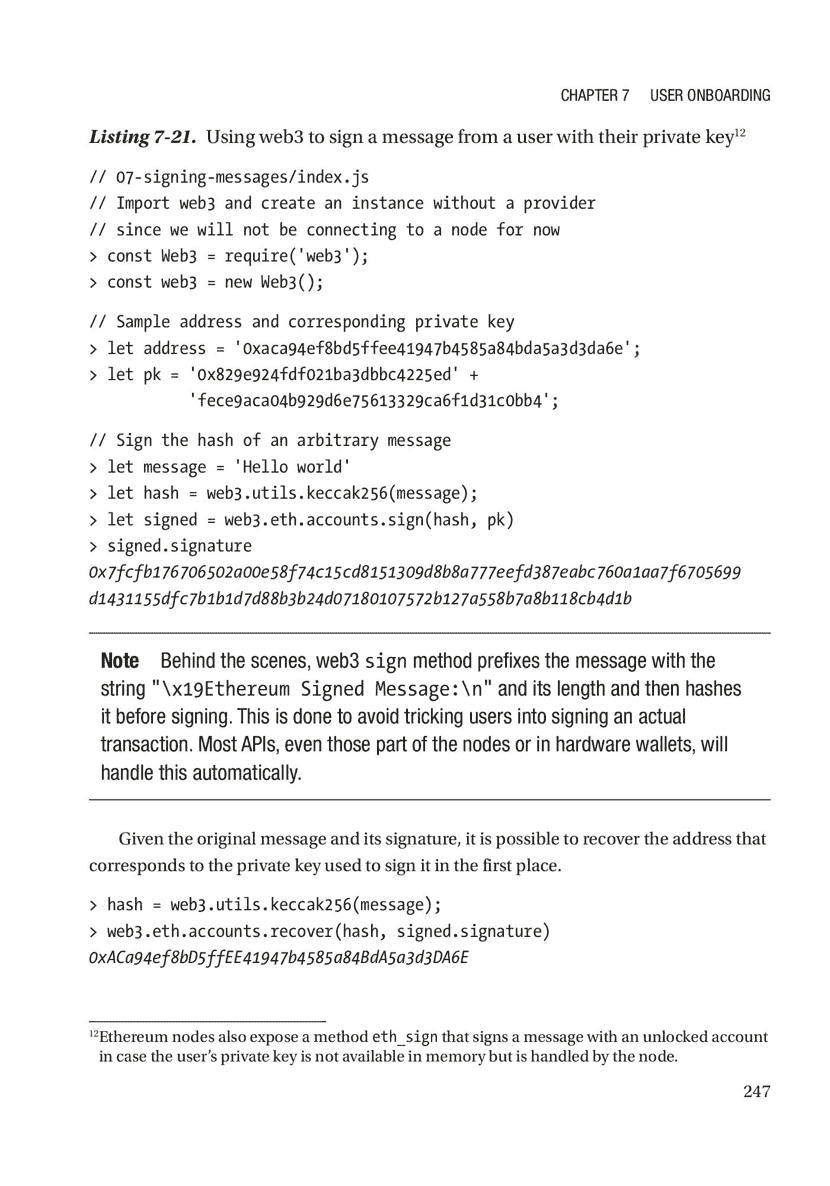 CHAPTER 7 USER ONBOARDING
Listing 7-21. Using web3 to sign a message from a user with their private key12
// 07-signing-messages/index.js
// Import web3 and create an instance without a provider
// since we will not be connecting to a node for now
> const Web3 = require('web3');
> const web3 = new Web3();
// Sample address and corresponding private key
> let address = '0xaca94ef8bd5ffee41947b4585a84bda5a3d3da6e';
> let pk = '0x829e924fdf021ba3dbbc4225ed' +
'fece9aca04b929d6e75613329ca6f1d31c0bb4';
// Sign the hash of an arbitrary message
> let message = 'Hello world'
> let hash = web3.utils.keccak256(message);
> let signed = web3.eth.accounts.sign(hash, pk)
> signed.signature
0x7fcfb176706502a00e58f74c15cd8151309d8b8a777eefd387eabc760a1aa7f6705699
d1431155dfc7b1b1d7d88b3b24d07180107572b127a558b7a8b118cb4d1b
Note Behind the scenes, web3 sign method prefixes the message with the
string "\x19Ethereum Signed Message:\n" and its length and then hashes
it before signing. This is done to avoid tricking users into signing an actual
transaction. Most APIs, even those part of the nodes or in hardware wallets, will
handle this automatically.
Given the original message and its signature, it is possible to recover the address that
corresponds to the private key used to sign it in the first place.
> hash = web3.utils.keccak256(message);
> web3.eth.accounts.recover(hash, signed.signature)
0xACa94ef8bD5ffEE41947b4585a84BdA5a3d3DA6E
12Ethereum nodes also expose a method eth_sign that signs a message with an unlocked account
in case the user's private key is not available in memory but is handled by the node.
247